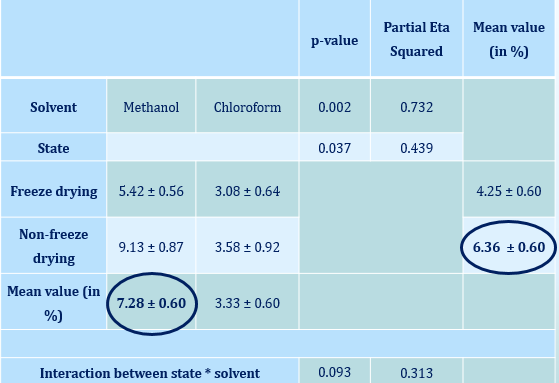 p-value Partial Eta Squared Mean value (in %)
Solvent Methanol Chloroform 0.002 0.732
State 0.037 0.439
Freeze drying 5.42 ± 0.56 3.08 ± 0.64 4.25 ± 0.60
Non-freeze drying 9.13 ± 0.87 3.58 ± 0.92 6.36 ± 0.60
Mean value (in %) 7.28 ± 0.60 3.33 ± 0.60
Interaction between state * solvent 0.093 0.313